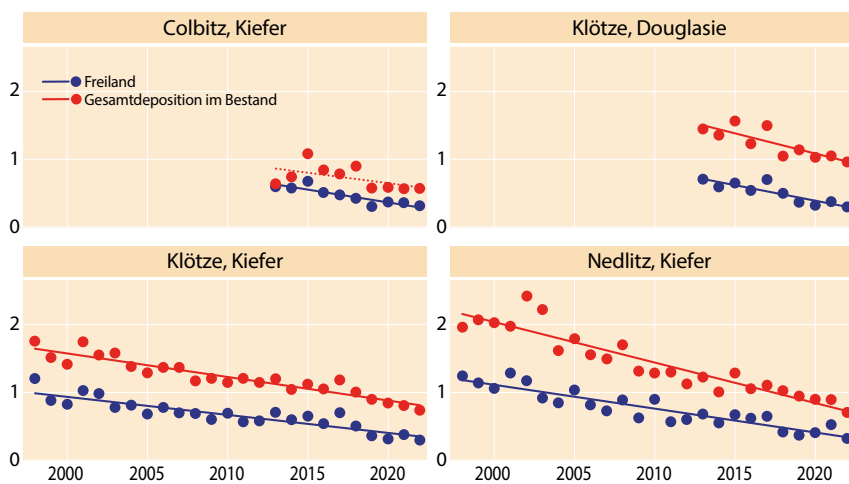 Colbitz, Kiefer
Klötze, Douglasie
Freiland
Gesamtdeposition im Bestand
2
1
0
2
1
0
Klötze, Kiefer
Nedlitz, Kiefer
2
1
0
2
1
0
2000 2005 2010 2015 2020
2000 2005 2010 2015 2020